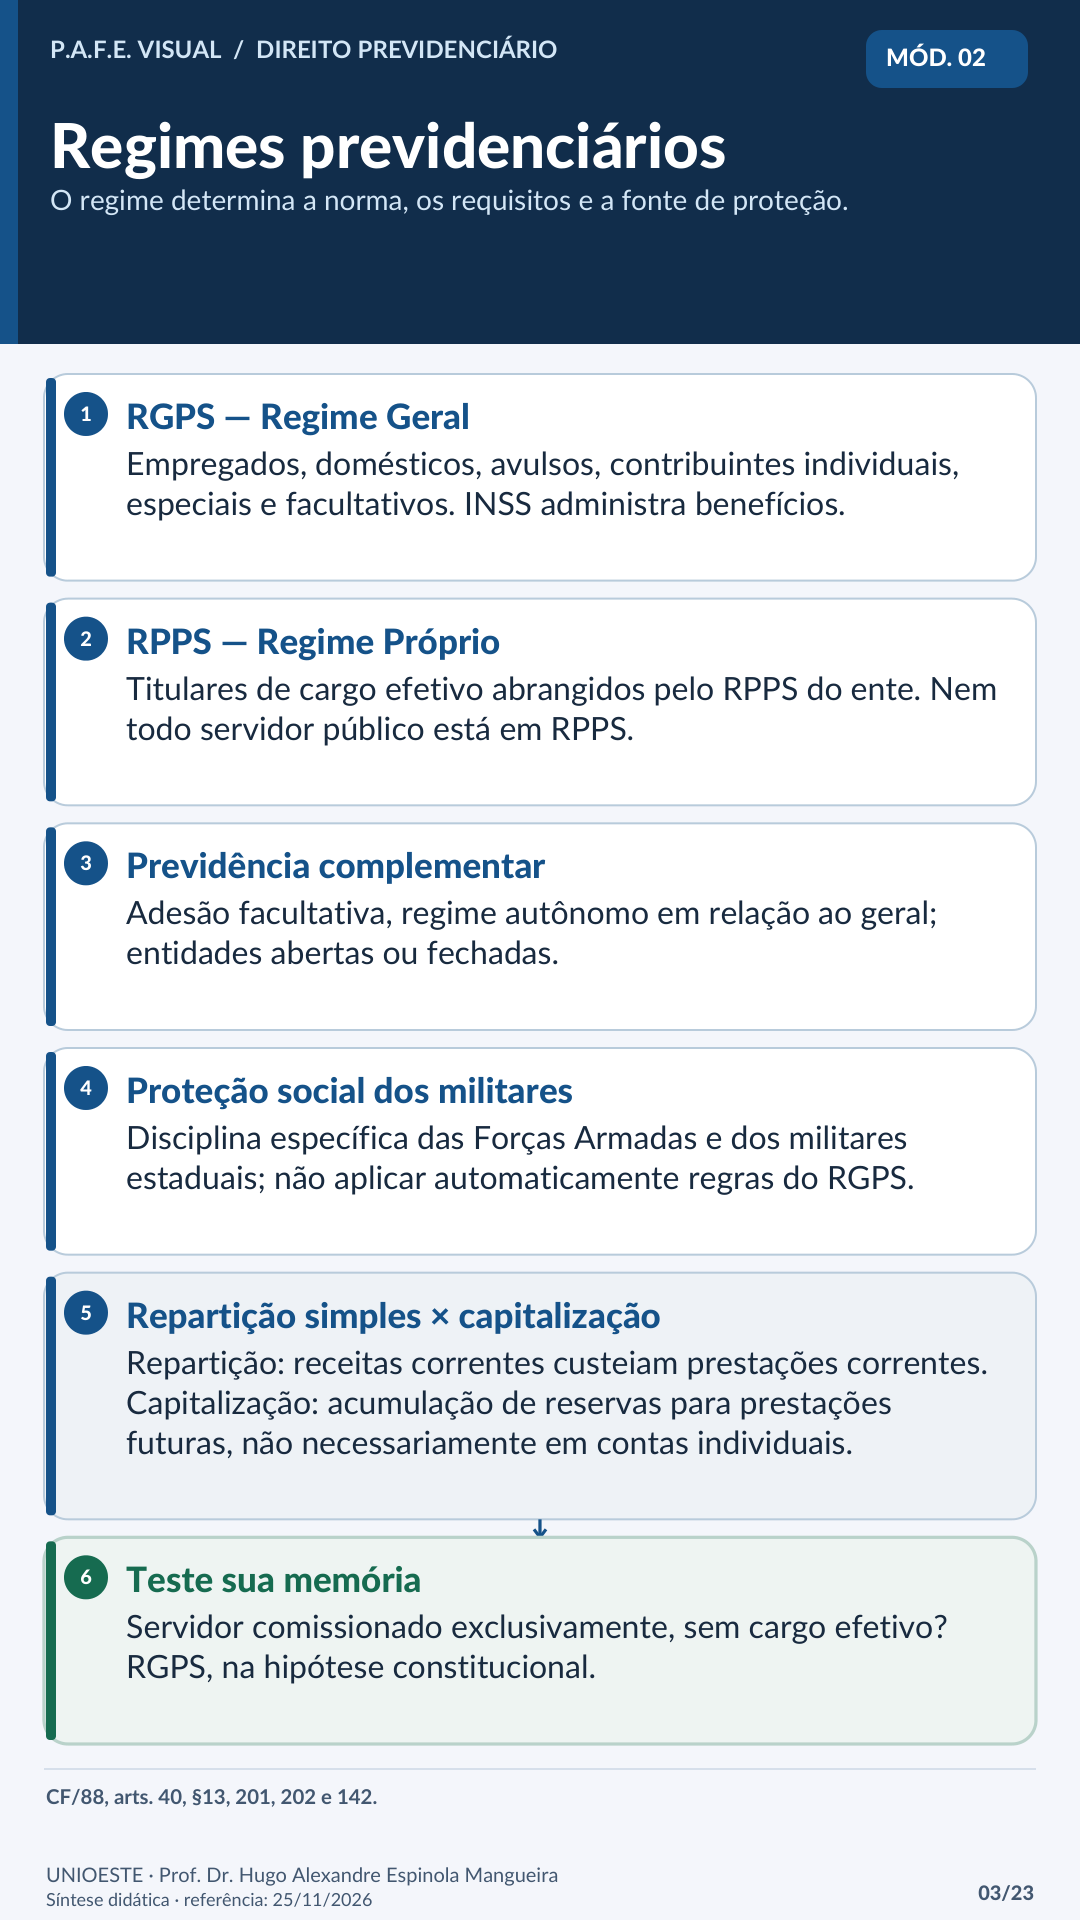 P.A.F.E. VISUAL / DIREITO PREVIDENCIÁRIO
MÓD. 02
Regimes previdenciários
O regime determina a norma, os requisitos e a fonte de proteção.
1 RGPS — Regime Geral
Empregados, domésticos, avulsos, contribuintes individuais,
especiais e facultativos. INSS administra benefícios.
2 RPPS — Regime Próprio
Titulares de cargo efetivo abrangidos pelo RPPS do ente. Nem
todo servidor público está em RPPS.
3 Previdência complementar
Adesão facultativa, regime autônomo em relação ao geral;
entidades abertas ou fechadas.
4 Proteção social dos militares
Disciplina específica das Forças Armadas e dos militares
estaduais; não aplicar automaticamente regras do RGPS.
5 Repartição simples × capitalização
Repartição: receitas correntes custeiam prestações correntes.
Capitalização: acumulação de reservas para prestações
futuras, não necessariamente em contas individuais.
↓
6 Teste sua memória
Servidor comissionado exclusivamente, sem cargo efetivo?
RGPS, na hipótese constitucional.
CF/88, arts. 40, §13, 201, 202 e 142.
UNIOESTE · Prof. Dr. Hugo Alexandre Espinola Mangueira
Síntese didática · referência: 25/11/2026
03/23